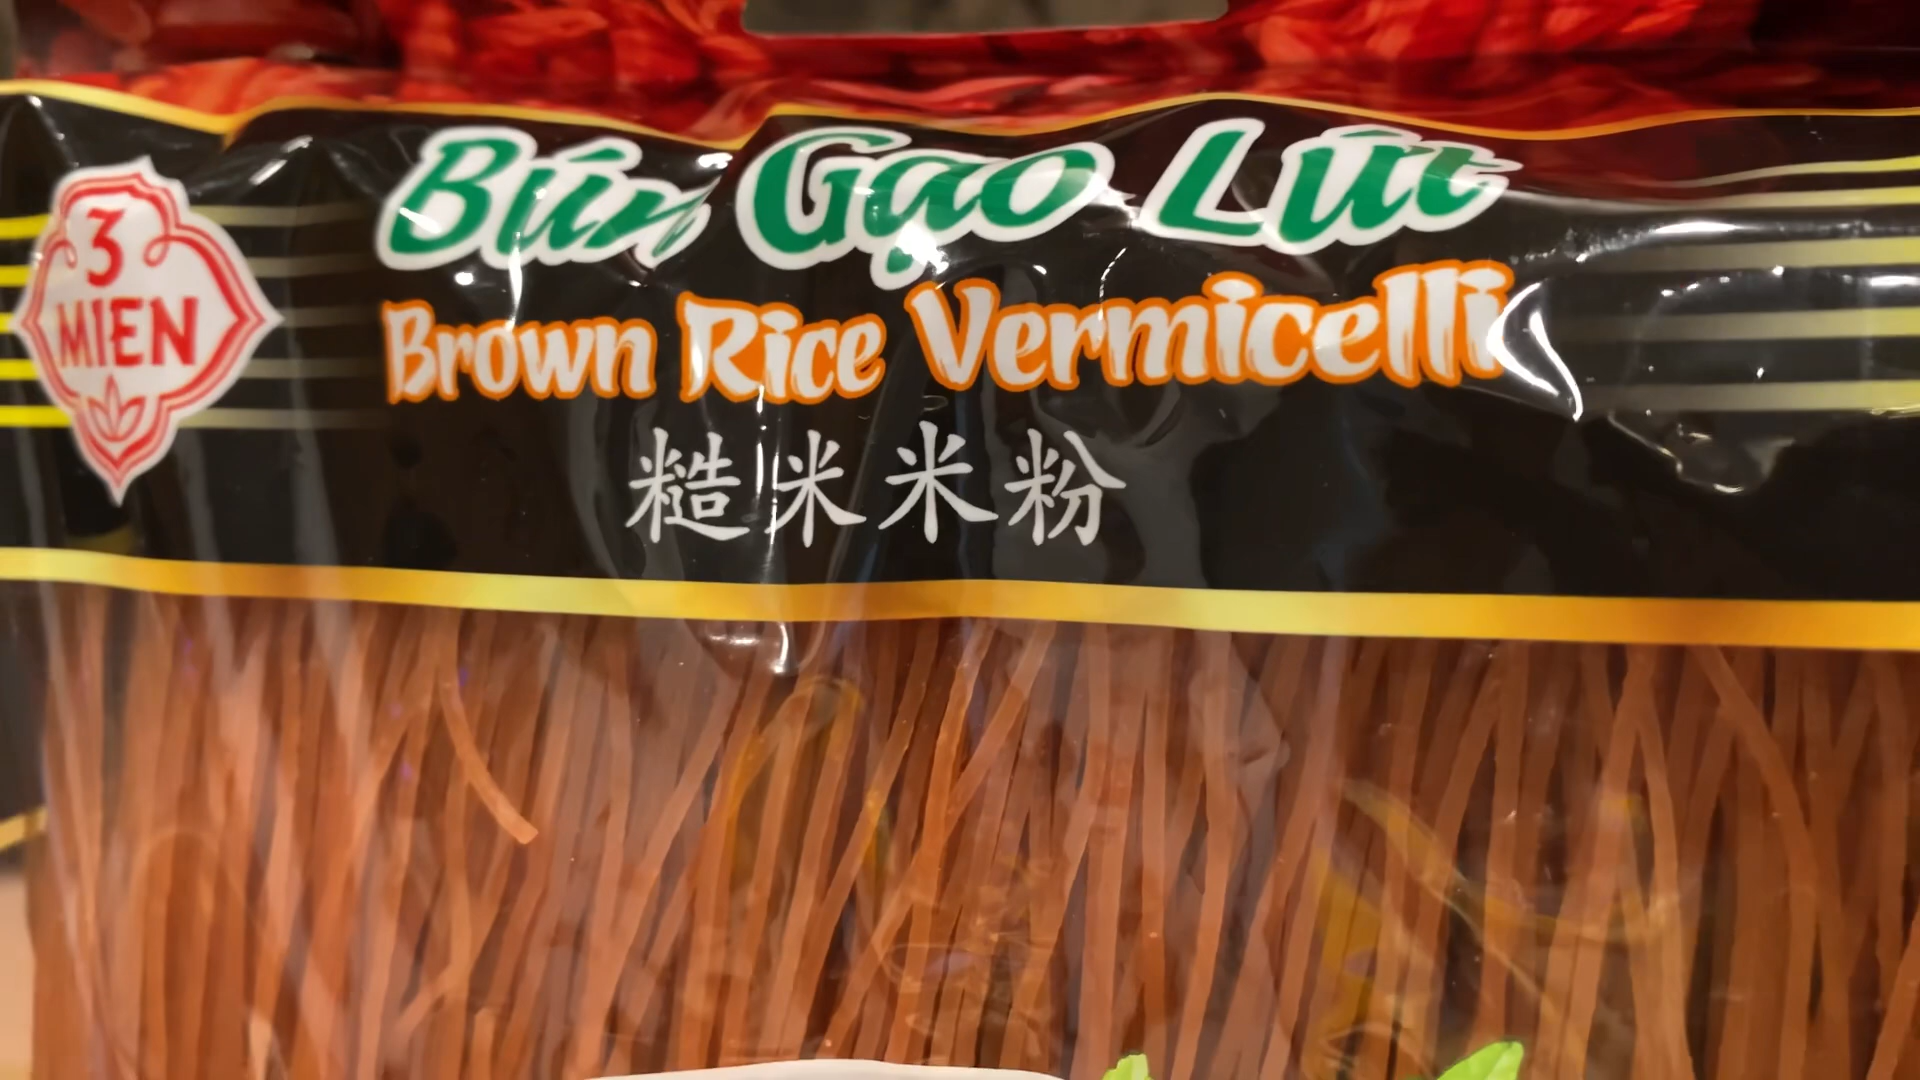 3
MIEN
Bún Gạo Lứt
Brown Rice Vermicelli
糙米米粉